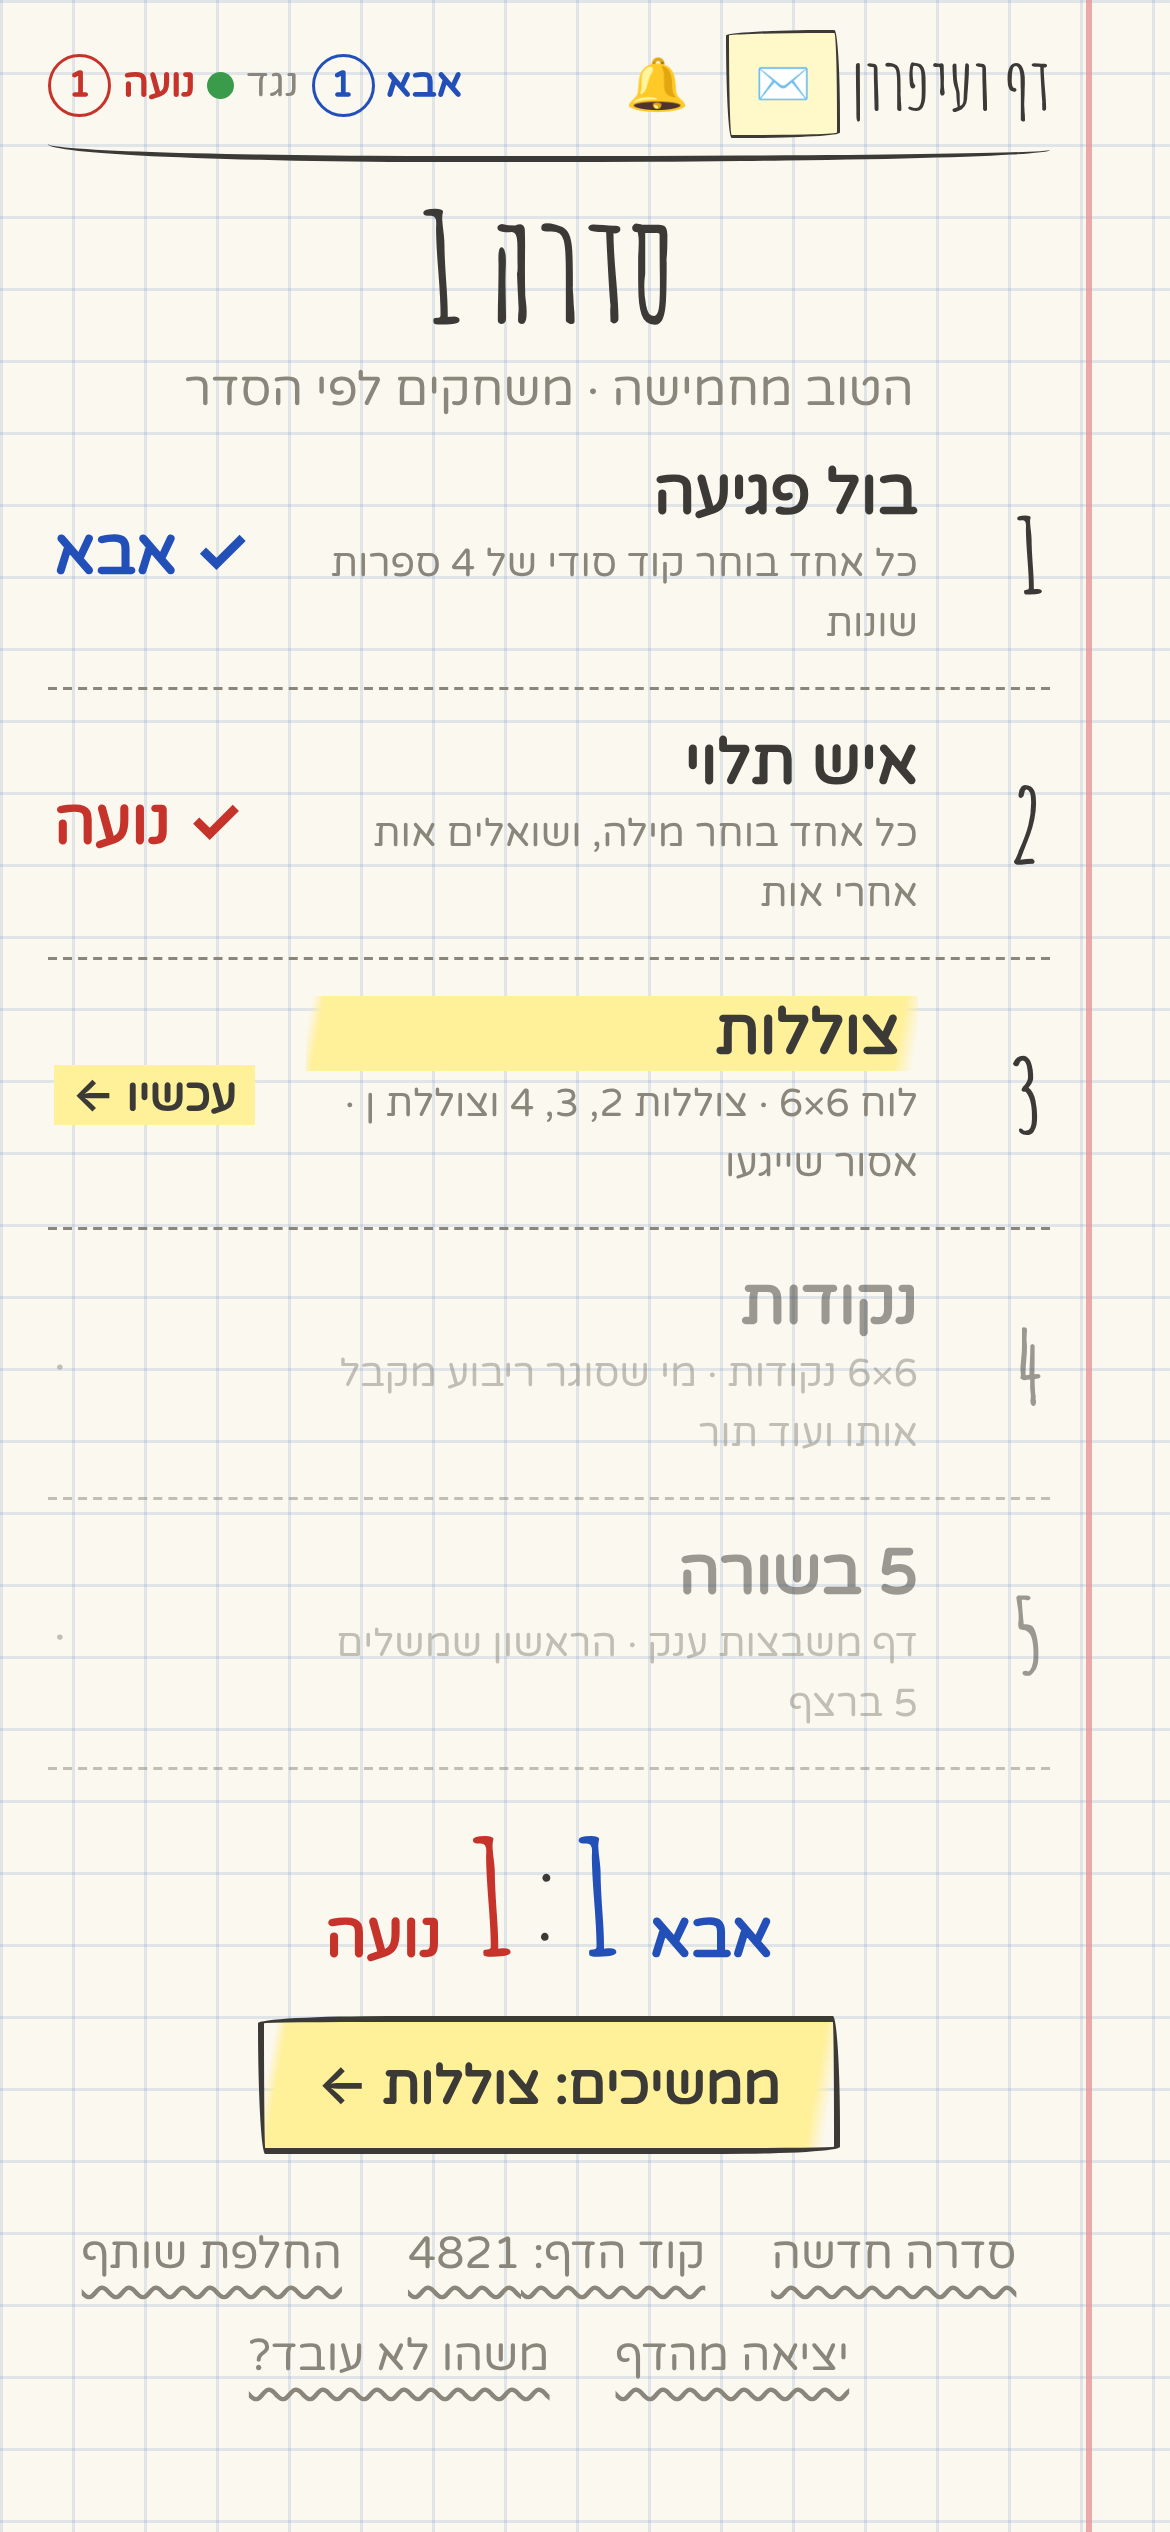 דף ועיפרון ✉️ 🔔 אבא 1 נגד נועה 1
סדרה 1
הטוב מחמישה · משחקים לפי הסדר
1 בול פגיעה
כל אחד בוחר קוד סודי של 4 ספרות
שונות
✓ אבא
2 איש תלוי
כל אחד בוחר מילה, ושואלים אות
אחרי אות
✓ נועה
3 צוללות
לוח 6×6 · צוללות 2, 3, 4 וצוללת ן ·
אסור שייגעו
עכשיו ←
4 נקודות
6×6 נקודות · מי שסוגר ריבוע מקבל
אותו ועוד תור
·
5 5 בשורה
דף משבצות ענק · הראשון שמשלים
5 ברצף
·
אבא 1 : 1 נועה
ממשיכים: צוללות ←
סדרה חדשה קוד הדף: 4821 החלפת שותף
יציאה מהדף משהו לא עובד?